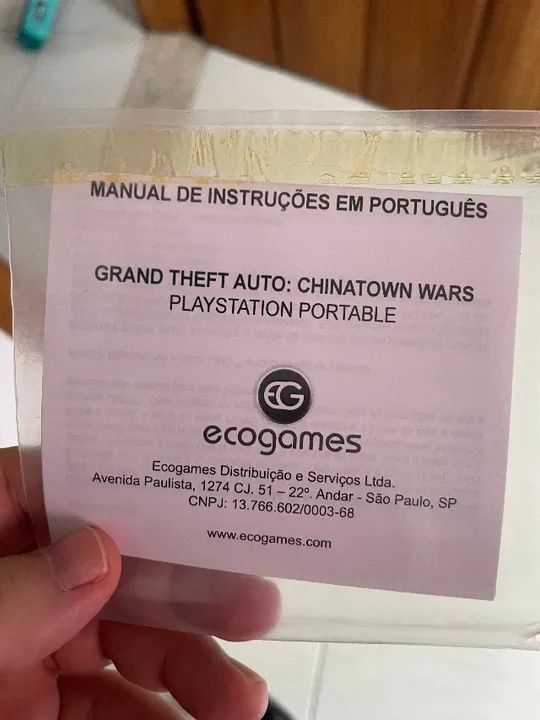 MANUAL DE INSTRUÇÕES EM PORTUGUÊS
GRAND THEFT AUTO: CHINATOWN WARS
PLAYSTATION PORTABLE
EG
ecogames
Ecogames Distribuição e Serviços Ltda.
Avenida Paulista, 1274 CJ. 51 – 22º. Andar - São Paulo, SP
CNPJ: 13.766.602/0003-68
www.ecogames.com